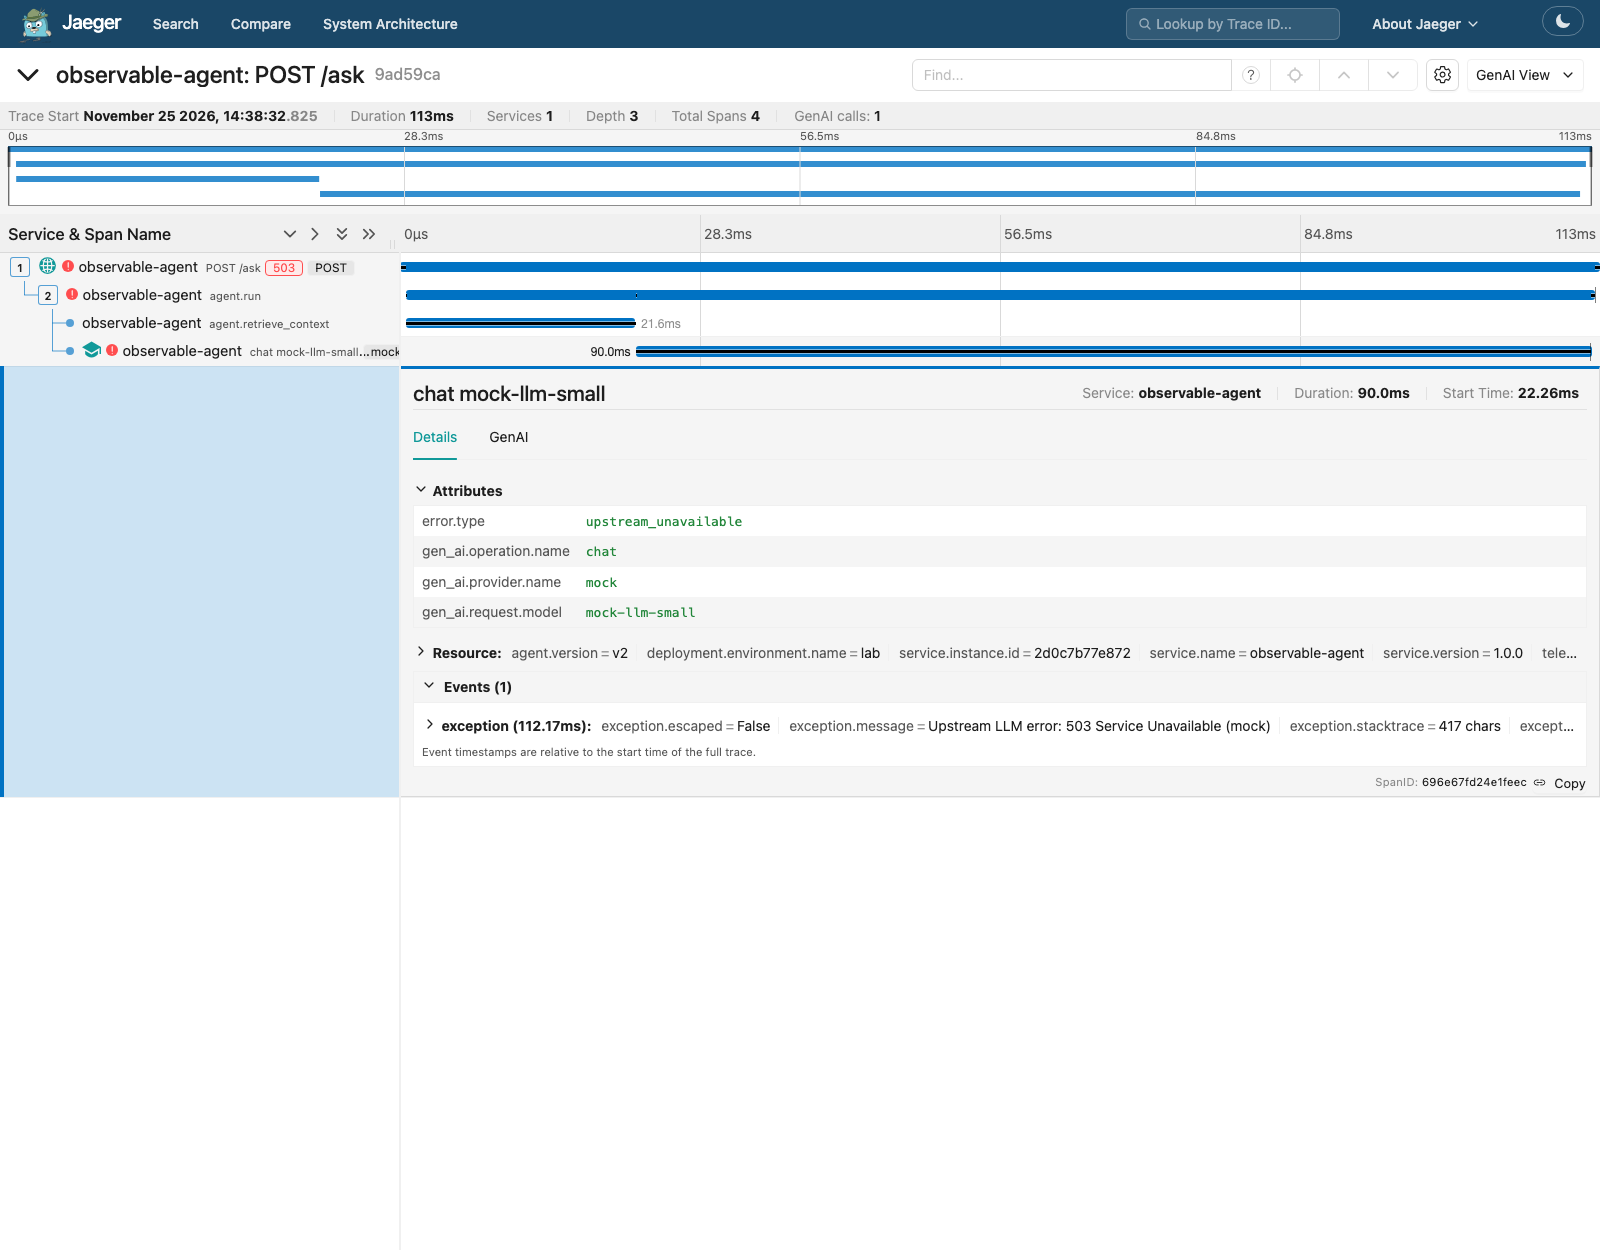 Jaeger Search Compare System Architecture Lookup by Trace ID... About Jaeger
observable-agent: POST /ask 9ad59ca Find... ? GenAI View
Trace Start November 25 2026, 14:38:32.825 Duration 113ms Services 1 Depth 3 Total Spans 4 GenAI calls: 1
0μs 28.3ms 56.5ms 84.8ms 113ms
Service & Span Name 0μs 28.3ms 56.5ms 84.8ms 113ms
1 observable-agent POST /ask 503 POST
2 observable-agent agent.run
observable-agent agent.retrieve_context 21.6ms
observable-agent chat mock-llm-small... mock 90.0ms
chat mock-llm-small Service: observable-agent Duration: 90.0ms Start Time: 22.26ms
Details GenAI
Attributes
error.type upstream_unavailable
gen_ai.operation.name chat
gen_ai.provider.name mock
gen_ai.request.model mock-llm-small
Resource: agent.version = v2 deployment.environment.name = lab service.instance.id = 2d0c7b77e872 service.name = observable-agent service.version = 1.0.0 tele...
Events (1)
exception (112.17ms): exception.escaped = False exception.message = Upstream LLM error: 503 Service Unavailable (mock) exception.stacktrace = 417 chars except...
Event timestamps are relative to the start time of the full trace.
SpanID: 696e67fd24e1feec Copy